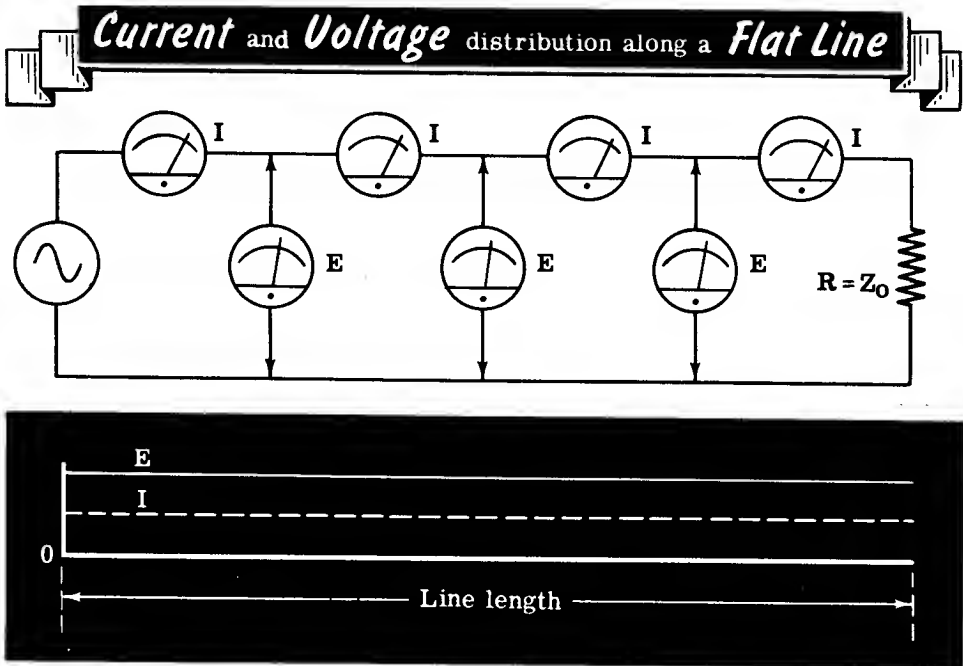 Current and Voltage distribution along a Flat Line
I I I I
E E E
R = Z₀
E
I
0
Line length